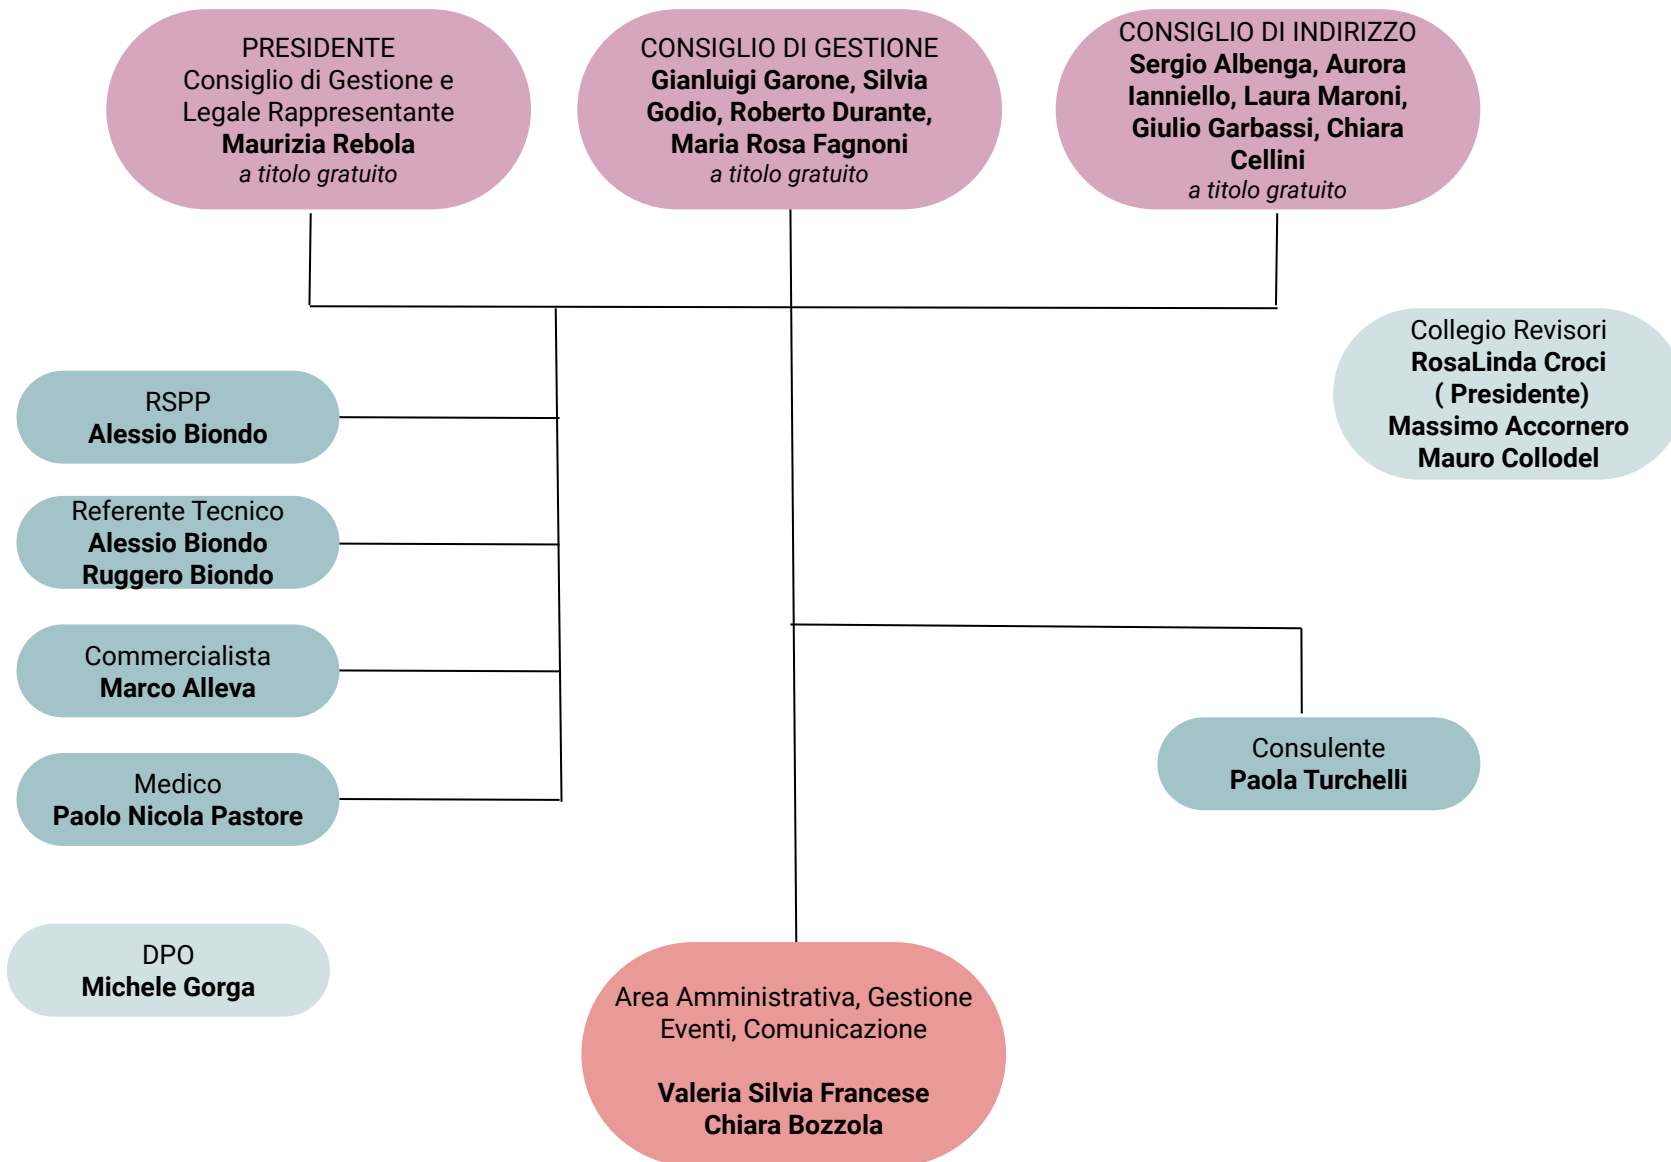 PRESIDENTE
Consiglio di Gestione e
Legale Rappresentante
Maurizia Rebola
a titolo gratuito
CONSIGLIO DI GESTIONE
Gianluigi Garone, Silvia
Godio, Roberto Durante,
Maria Rosa Fagnoni
a titolo gratuito
CONSIGLIO DI INDIRIZZO
Sergio Albenga, Aurora
Ianniello, Laura Maroni,
Giulio Garbassi, Chiara
Cellini
a titolo gratuito
Collegio Revisori
RosaLinda Croci
( Presidente)
Massimo Accornero
Mauro Collodel
RSPP
Alessio Biondo
Referente Tecnico
Alessio Biondo
Ruggero Biondo
Commercialista
Marco Alleva
Medico
Paolo Nicola Pastore
Consulente
Paola Turchelli
DPO
Michele Gorga
Area Amministrativa, Gestione
Eventi, Comunicazione
Valeria Silvia Francese
Chiara Bozzola